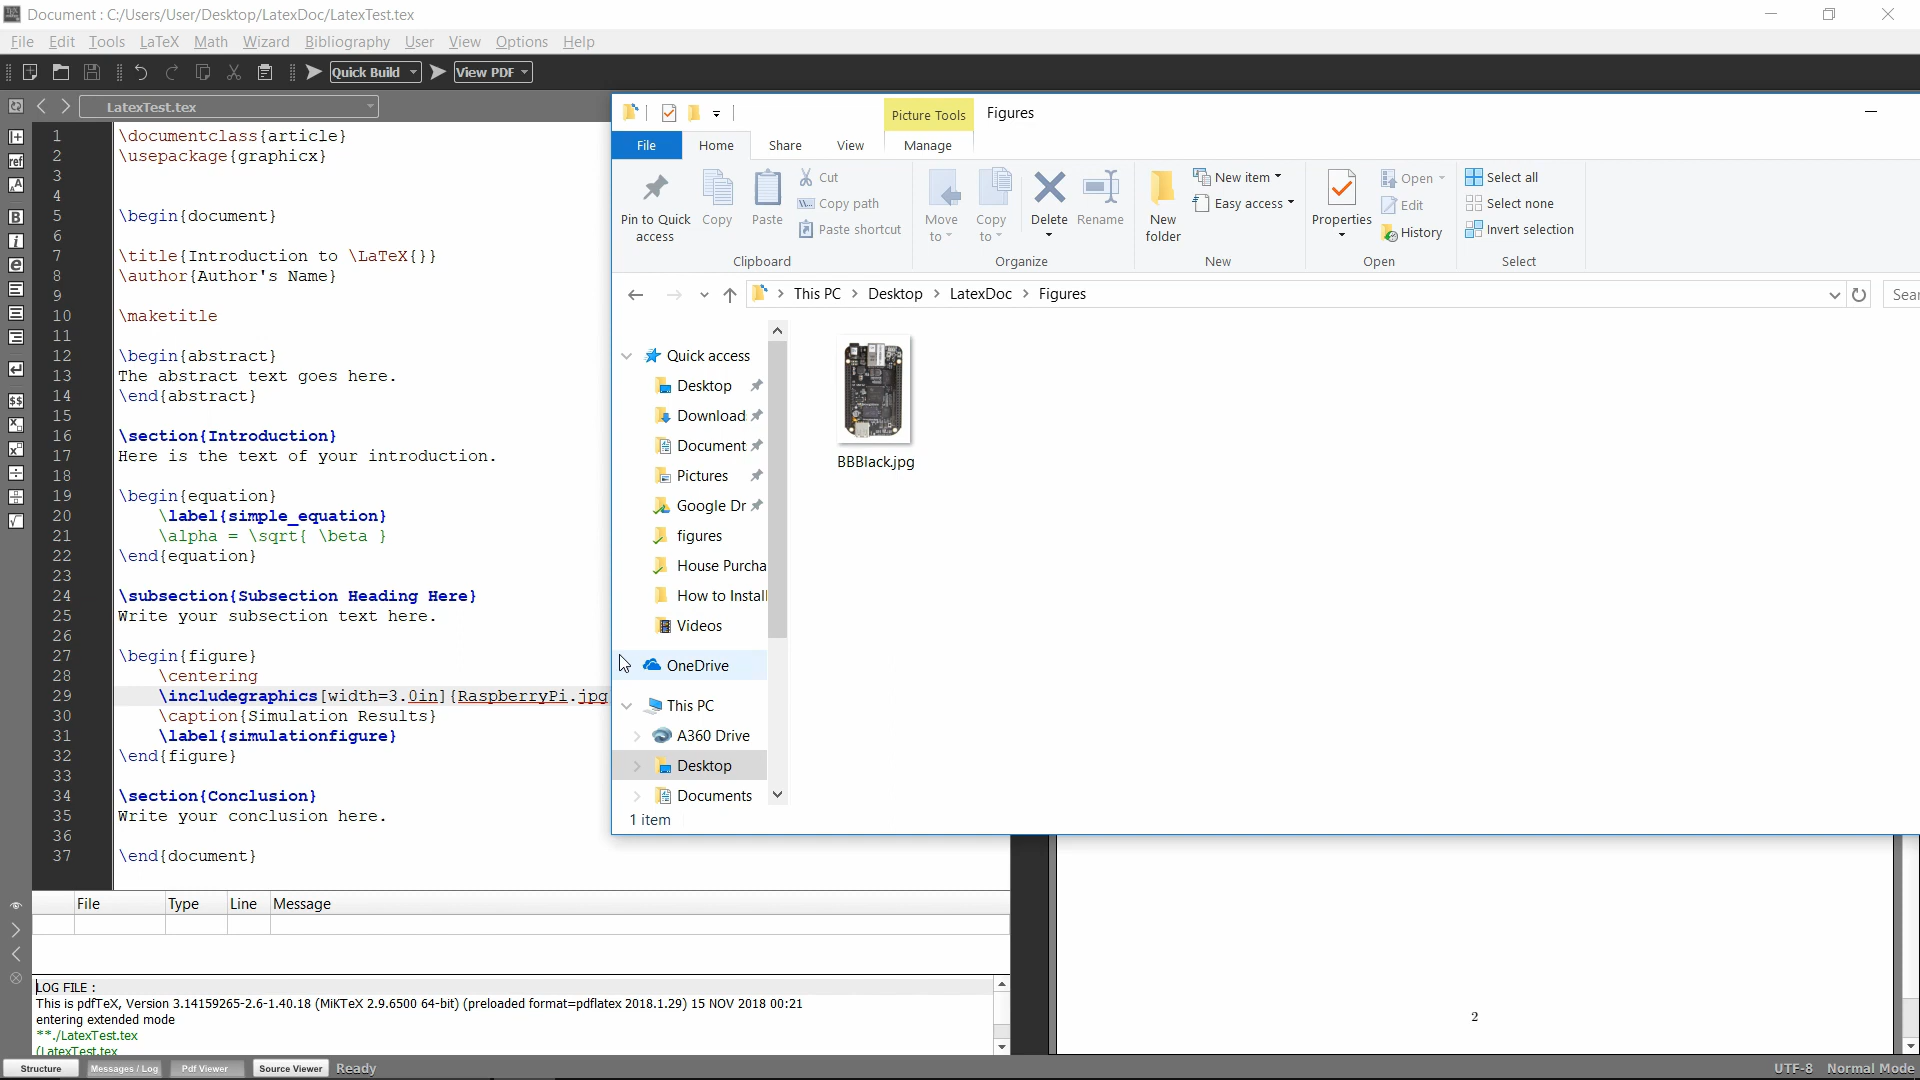 Document : C:/Users/User/Desktop/LatexDoc/LatexTest.tex
File Edit Tools LaTeX Math Wizard Bibliography User View Options Help
Quick Build View PDF
LatexTest.tex
1 \documentclass{article}
2 \usepackage{graphicx}
3
4
5 \begin{document}
6
7 \title{Introduction to \LaTeX{}}
8 \author{Author's Name}
9
10 \maketitle
11
12 \begin{abstract}
13 The abstract text goes here.
14 \end{abstract}
15
16 \section{Introduction}
17 Here is the text of your introduction.
18
19 \begin{equation}
20 \label{simple_equation}
21 \alpha = \sqrt{ \beta }
22 \end{equation}
23
24 \subsection{Subsection Heading Here}
25 Write your subsection text here.
26
27 \begin{figure}
28 \centering
29 \includegraphics[width=3.0in]{RaspberryPi.jpg
30 \caption{Simulation Results}
31 \label{simulationfigure}
32 \end{figure}
33
34 \section{Conclusion}
35 Write your conclusion here.
36
37 \end{document}
Picture Tools Figures
File Home Share View Manage
Pin to Quick access
Copy
Paste
Cut
Copy path
Paste shortcut
Clipboard
Move to
Copy to
Delete
Rename
Organize
New folder
New item
Easy access
New
Properties
Open
Edit
History
Open
Select all
Select none
Invert selection
Select
This PC > Desktop > LatexDoc > Figures
Sear
Quick access
Desktop
Download
Document
Pictures
Google Dr
figures
House Purcha
How to Instal
Videos
OneDrive
This PC
A360 Drive
Desktop
Documents
1 item
BBBlack.jpg
File Type Line Message
LOG FILE :
This is pdfTeX, Version 3.14159265-2.6-1.40.18 (MiKTeX 2.9.6500 64-bit) (preloaded format=pdflatex 2018.1.29) 15 NOV 2018 00:21
entering extended mode
**./LatexTest.tex
(LatexTest.tex
2
Structure Messages / Log Pdf Viewer Source Viewer Ready
UTF-8 Normal Mode